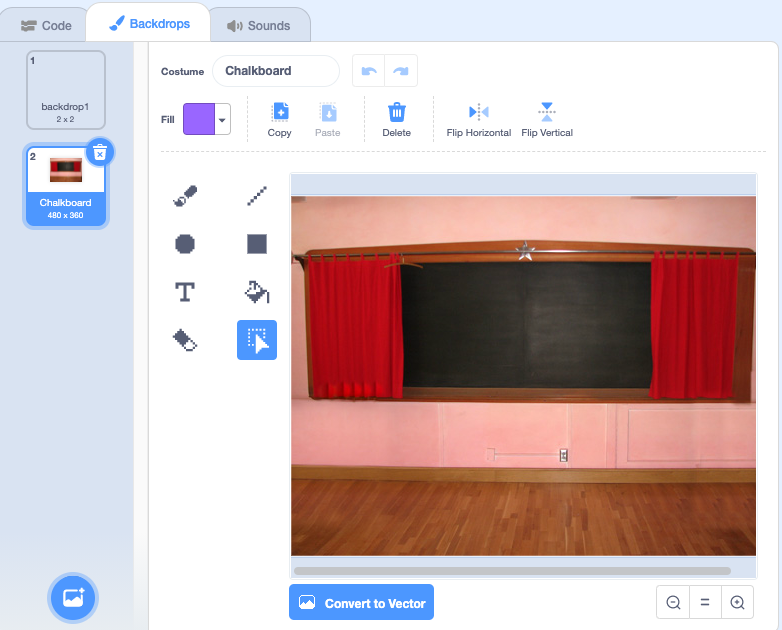 Code
Backdrops
Sounds
1
backdrop1
2 x 2
2
Chalkboard
480 x 360
Costume
Chalkboard
Fill
Copy
Paste
Delete
Flip Horizontal
Flip Vertical
T
Convert to Vector